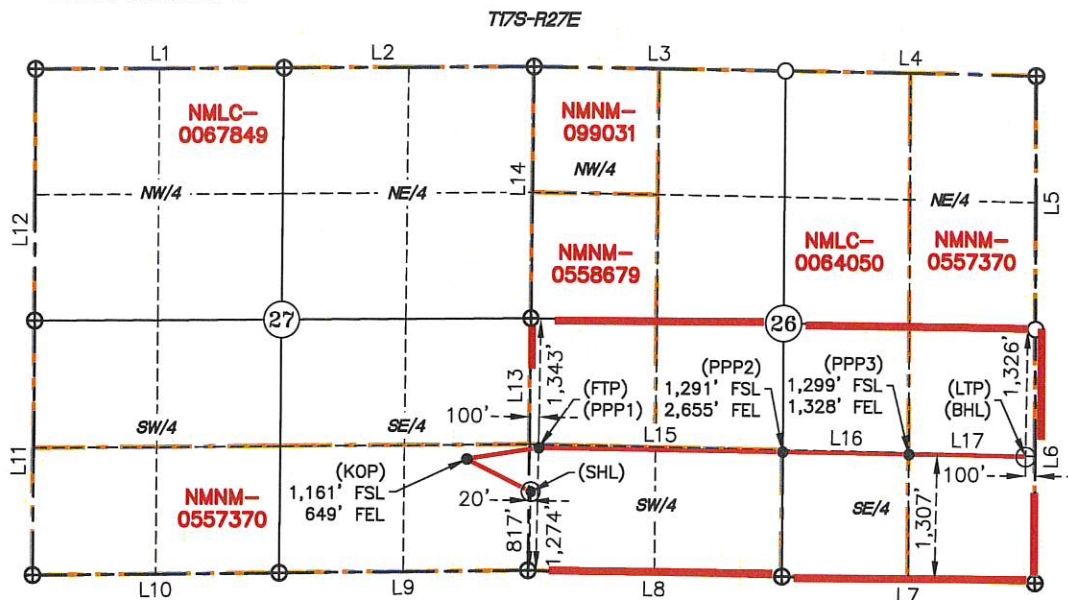 T17S-R27E
L1
L2
L3
L4
NMLC-
0067849
NMNM-
099031
NW/4
NW/4
NE/4
NE/4
L14
L5
L12
NMNM-
0558679
NMLC-
0064050
NMNM-
0557370
27
26
L13
1,343'
(FTP)
(PPP1)
(PPP2)
1,291' FSL
2,655' FEL
(PPP3)
1,299' FSL
1,328' FEL
(LTP)
(BHL)
1,326'
100'
SW/4
SE/4
L15
L16
L17
L11
L6
(KOP)
1,161' FSL
649' FEL
(SHL)
20'
100'
NMNM-
0557370
817'
1,274'
SW/4
SE/4
1,307'
L10
L9
L8
L7